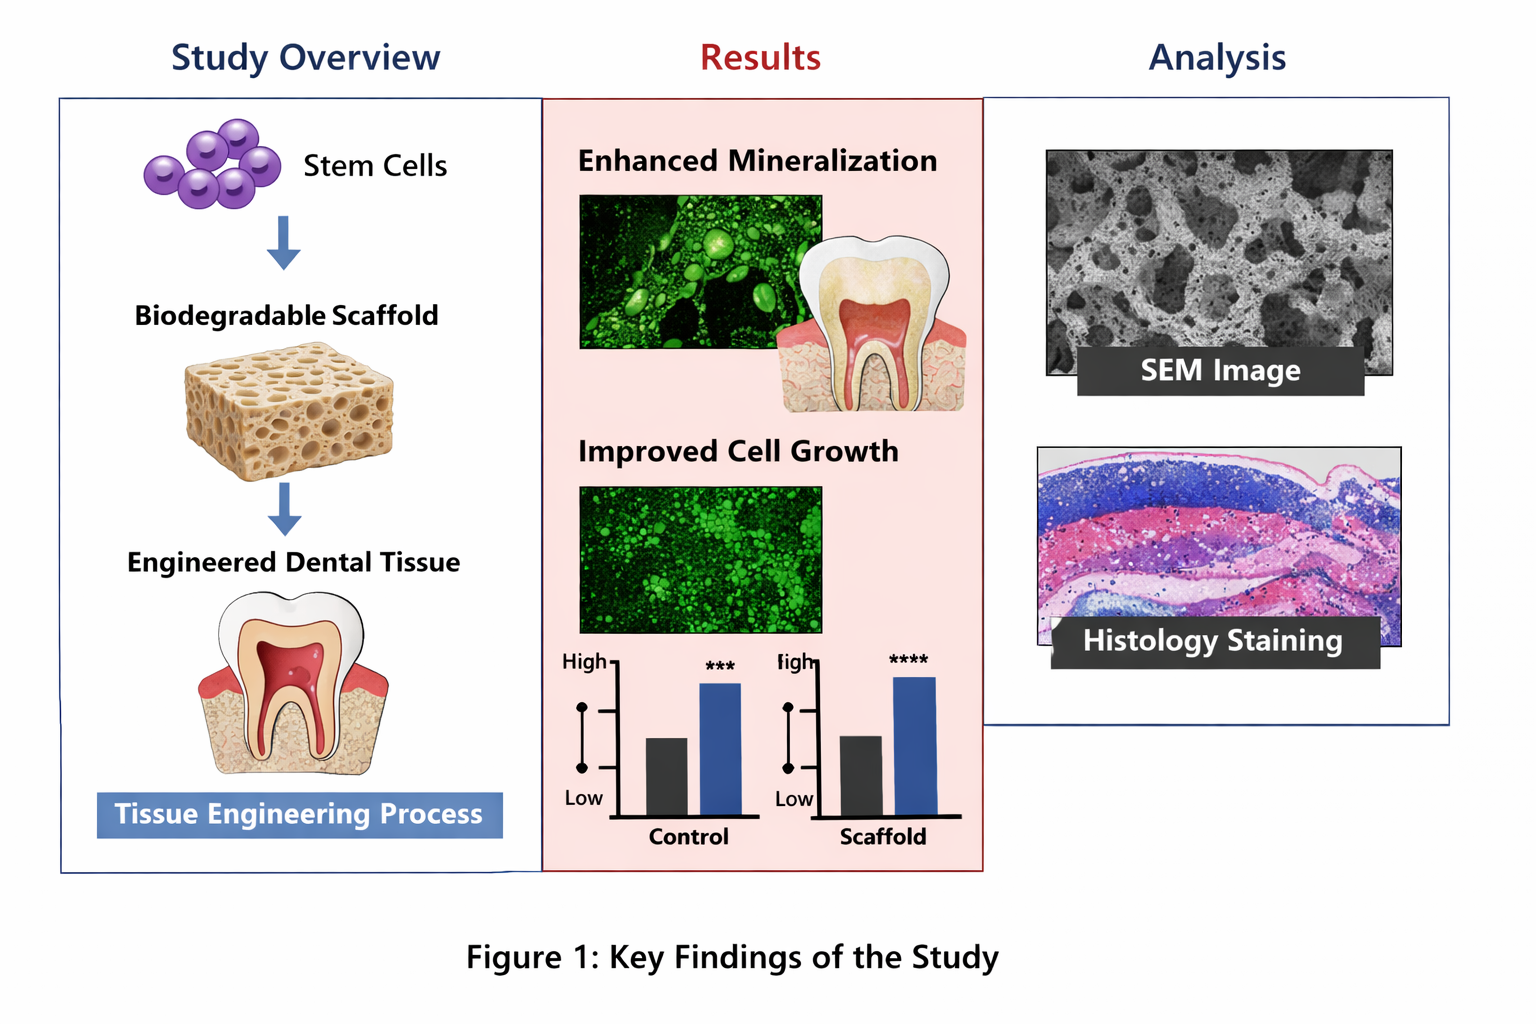 Study Overview
Results
Analysis
Stem Cells
Biodegradable Scaffold
Engineered Dental Tissue
Tissue Engineering Process
Enhanced Mineralization
Improved Cell Growth
High
***
Low
Control
****
Low
Scaffold
SEM Image
Histology Staining
Figure 1: Key Findings of the Study